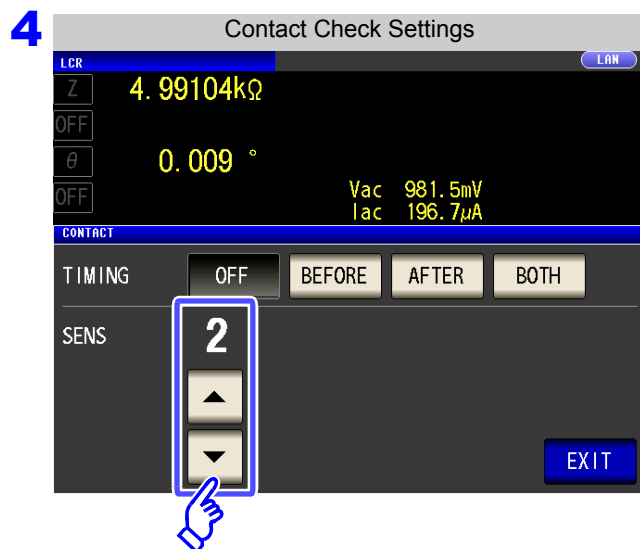 4
Contact Check Settings
LCR LAN
Z 4.99104kΩ
OFF
θ 0.009 °
OFF Vac 981.5mV
Iac 196.7μA
CONTACT
TIMING OFF BEFORE AFTER BOTH
SENS 2
EXIT